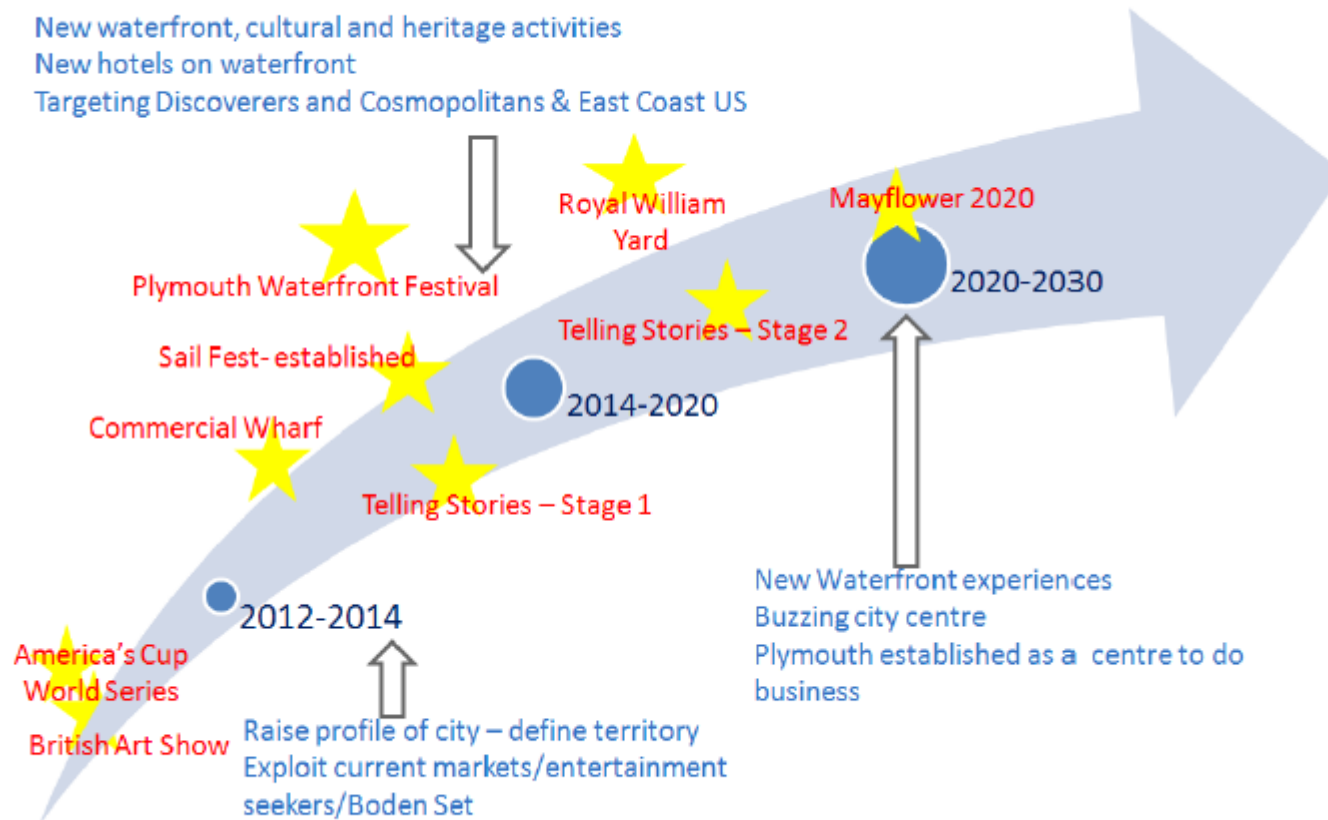 New waterfront, cultural and heritage activities
New hotels on waterfront
Targeting Discoverers and Cosmopolitans & East Coast US
Royal William
Yard
Mayflower 2020
Plymouth Waterfront Festival
2020-2030
Telling Stories – Stage 2
Sail Fest- established
2014-2020
Commercial Wharf
Telling Stories – Stage 1
2012-2014
America's Cup
World Series
British Art Show
New Waterfront experiences
Buzzing city centre
Plymouth established as a centre to do
business
Raise profile of city – define territory
Exploit current markets/entertainment
seekers/Boden Set